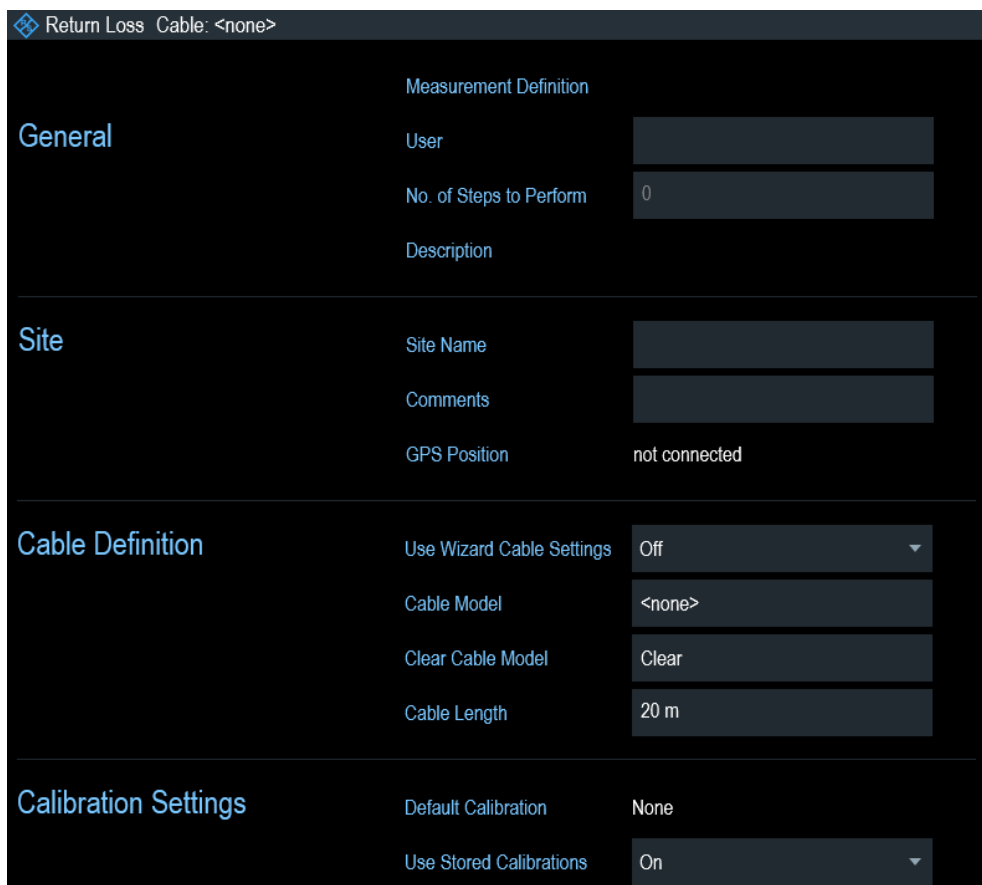 Return Loss Cable: <none>
Measurement Definition
General
User
No. of Steps to Perform 0
Description
Site
Site Name
Comments
GPS Position not connected
Cable Definition
Use Wizard Cable Settings Off
Cable Model <none>
Clear Cable Model Clear
Cable Length 20 m
Calibration Settings
Default Calibration None
Use Stored Calibrations On